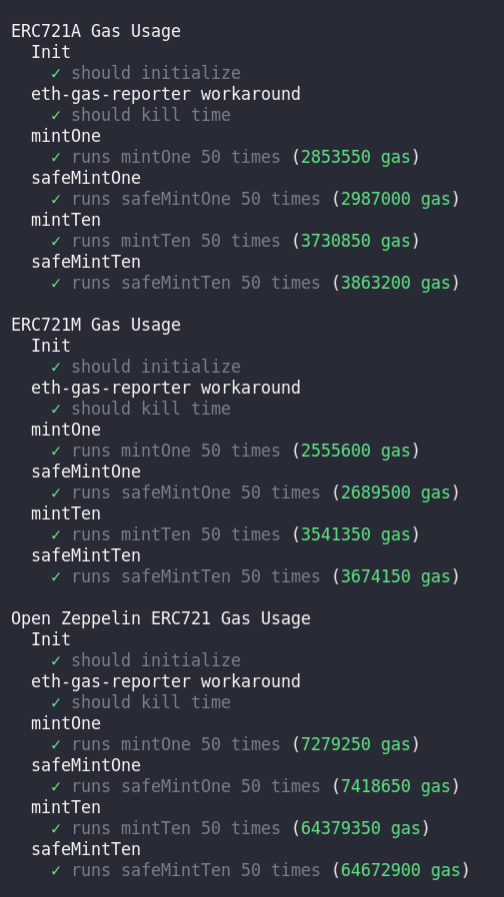 ERC721A Gas Usage
Init
✓ should initialize
eth-gas-reporter workaround
✓ should kill time
mintOne
✓ runs mintOne 50 times (2853550 gas)
safeMintOne
✓ runs safeMintOne 50 times (2987000 gas)
mintTen
✓ runs mintTen 50 times (3730850 gas)
safeMintTen
✓ runs safeMintTen 50 times (3863200 gas)
ERC721M Gas Usage
Init
✓ should initialize
eth-gas-reporter workaround
✓ should kill time
mintOne
✓ runs mintOne 50 times (2555600 gas)
safeMintOne
✓ runs safeMintOne 50 times (2689500 gas)
mintTen
✓ runs mintTen 50 times (3541350 gas)
safeMintTen
✓ runs safeMintTen 50 times (3674150 gas)
Open Zeppelin ERC721 Gas Usage
Init
✓ should initialize
eth-gas-reporter workaround
✓ should kill time
mintOne
✓ runs mintOne 50 times (7279250 gas)
safeMintOne
✓ runs safeMintOne 50 times (7418650 gas)
mintTen
✓ runs mintTen 50 times (64379350 gas)
safeMintTen
✓ runs safeMintTen 50 times (64672900 gas)